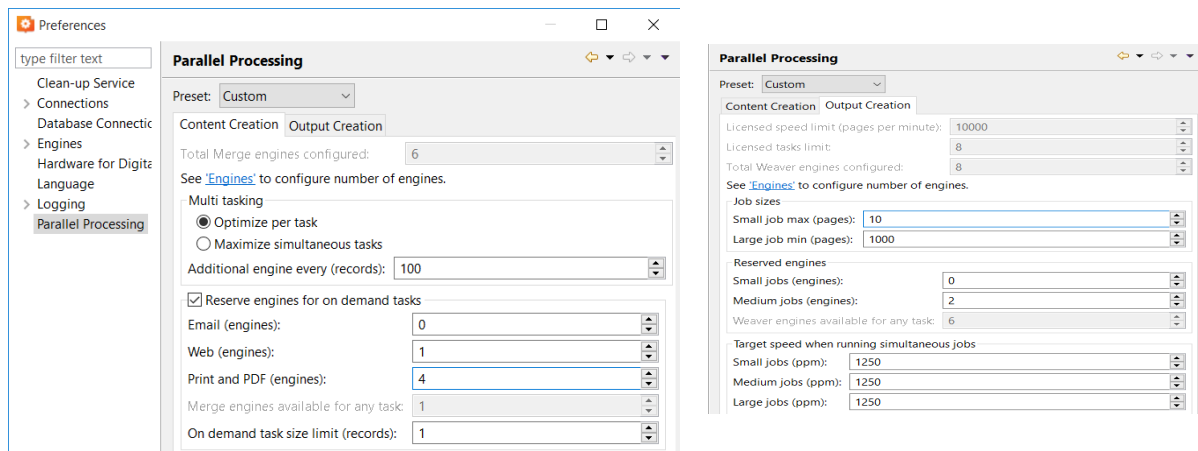 Preferences
type filter text
Clean-up Service
Connections
Database Connectic
Engines
Hardware for Digita
Language
Logging
Parallel Processing
Parallel Processing
Preset: Custom
Content Creation Output Creation
Total Merge engines configured: 6
See 'Engines' to configure number of engines.
Multi tasking
Optimize per task
Maximize simultaneous tasks
Additional engine every (records): 100
Reserve engines for on demand tasks
Email (engines): 0
Web (engines): 1
Print and PDF (engines): 4
Merge engines available for any task: 1
On demand task size limit (records): 1
Parallel Processing
Preset: Custom
Content Creation Output Creation
Licensed speed limit (pages per minute): 10000
Licensed tasks limit: 8
Total Weaver engines configured: 8
See 'Engines' to configure number of engines.
Job sizes
Small job max (pages): 10
Large job min (pages): 1000
Reserved engines
Small jobs (engines): 0
Medium jobs (engines): 2
Weaver engines available for any task: 6
Target speed when running simultaneous jobs
Small jobs (ppm): 1250
Medium jobs (ppm): 1250
Large jobs (ppm): 1250